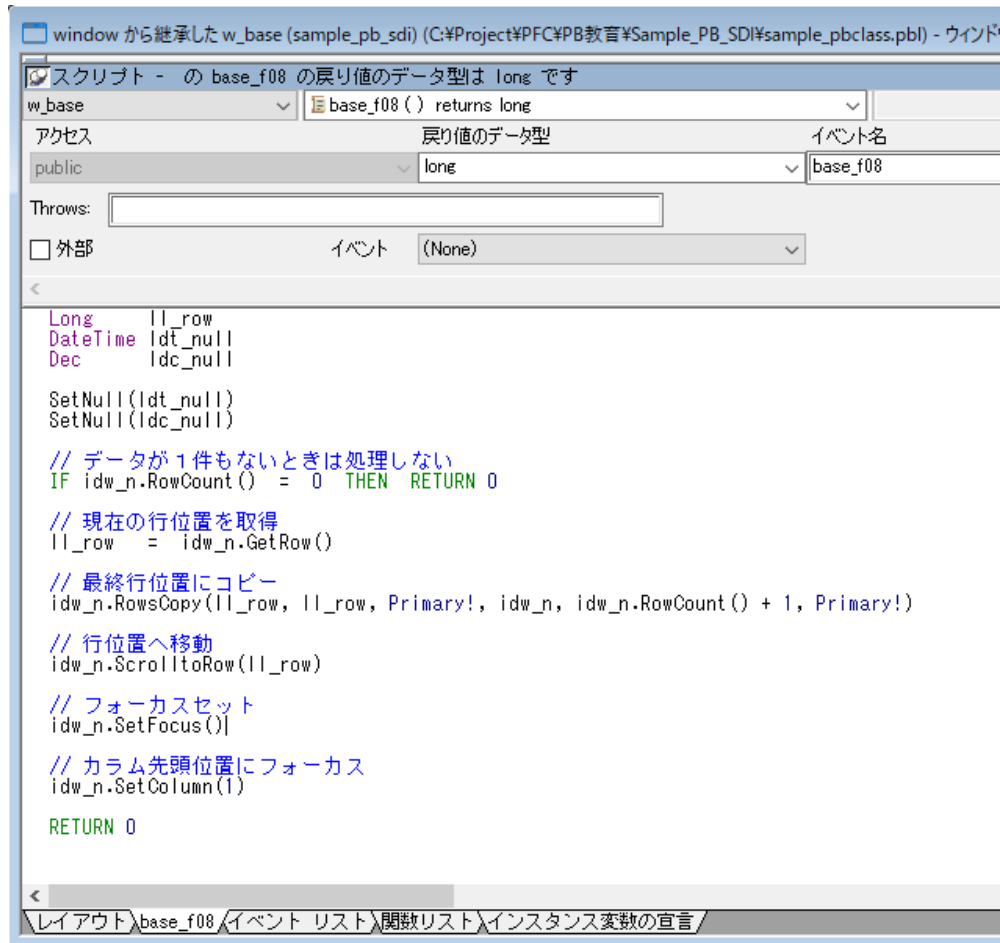 window から継承した w_base (sample_pb_sdi) (C:¥Project¥PFC¥PB教育¥Sample_PB_SDI¥sample_pbclass.pbl) - ウィンド
スクリプト - の base_f08 の戻り値のデータ型は long です
w_base base_f08 ( ) returns long
アクセス 戻り値のデータ型 イベント名
public long base_f08
Throws:
外部 イベント (None)
Long ll_row
DateTime ldt_null
Dec ldc_null
SetNull(ldt_null)
SetNull(ldc_null)
// データが１件もないときは処理しない
IF idw_n.RowCount() = 0 THEN RETURN 0
// 現在の行位置を取得
ll_row = idw_n.GetRow()
// 最終行位置にコピー
idw_n.RowsCopy(ll_row, ll_row, Primary!, idw_n, idw_n.RowCount() + 1, Primary!)
// 行位置へ移動
idw_n.ScrolltoRow(ll_row)
// フォーカスセット
idw_n.SetFocus()
// カラム先頭位置にフォーカス
idw_n.SetColumn(1)
RETURN 0
レイアウト base_f08 イベント リスト 関数リスト インスタンス変数の宣言